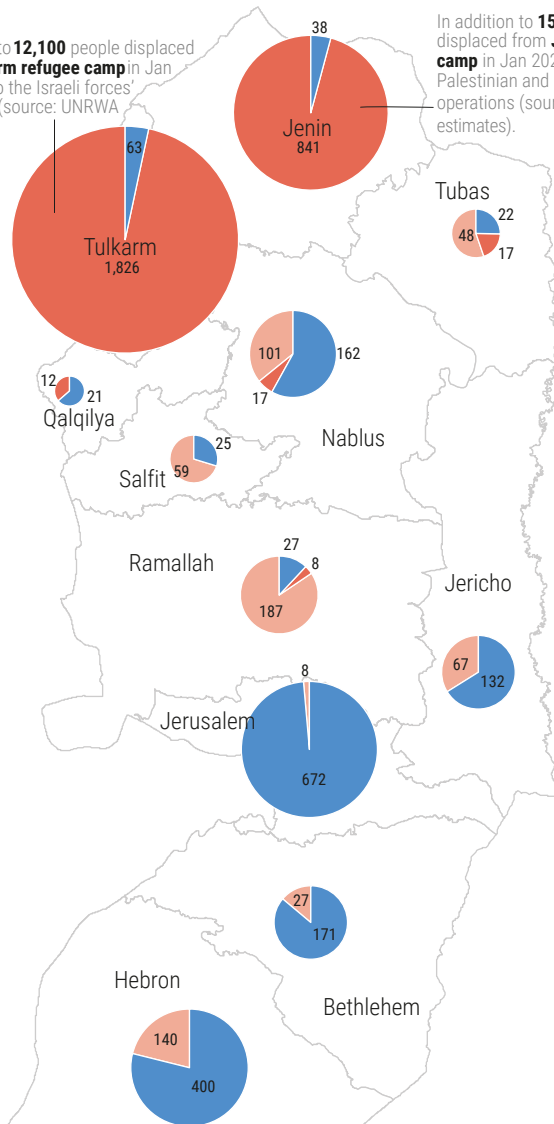 to 12,100 people displaced
rm refugee camp in Jan
o the Israeli forces'
(source: UNRWA
In addition to 15
displaced from J
camp in Jan 202
Palestinian and
operations (sour
estimates).
38
Jenin
841
63
Tulkarm
1,826
Tubas
22
48
17
101
162
17
Nablus
12
21
Qalqilya
25
59
Salfit
Ramallah
27
8
187
Jericho
67
132
8
Jerusalem
672
27
171
Bethlehem
Hebron
140
400